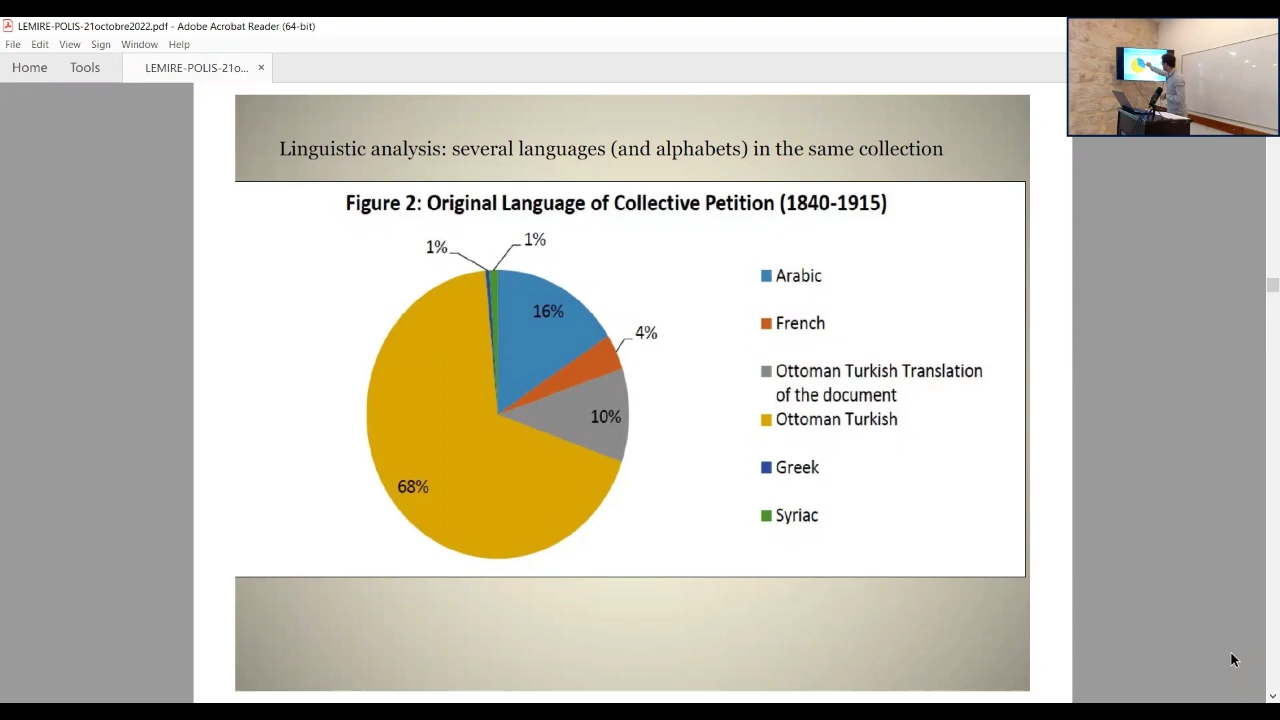 LEMIRE-POLIS-21octobre2022.pdf - Adobe Acrobat Reader (64-bit)
File Edit View Sign Window Help
Home Tools LEMIRE-POLIS-21o... ×
Linguistic analysis: several languages (and alphabets) in the same collection
Figure 2: Original Language of Collective Petition (1840-1915)
1%
1%
16%
4%
10%
68%
Arabic
French
Ottoman Turkish Translation
of the document
Ottoman Turkish
Greek
Syriac